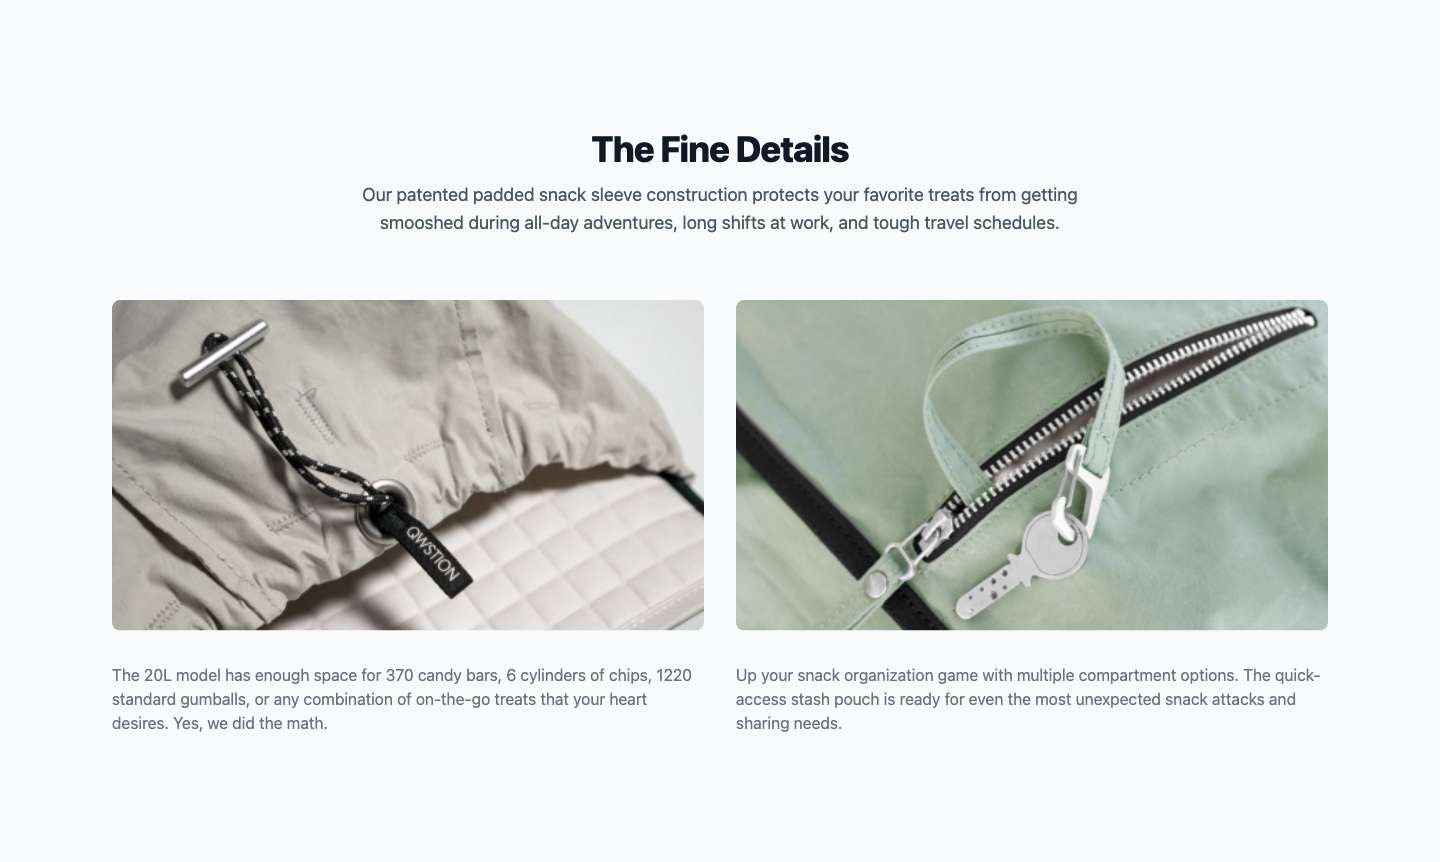 The Fine Details
Our patented padded snack sleeve construction protects your favorite treats from getting
smooshed during all-day adventures, long shifts at work, and tough travel schedules.
QWSTION
The 20L model has enough space for 370 candy bars, 6 cylinders of chips, 1220
standard gumballs, or any combination of on-the-go treats that your heart
desires. Yes, we did the math.
Up your snack organization game with multiple compartment options. The quick-
access stash pouch is ready for even the most unexpected snack attacks and
sharing needs.